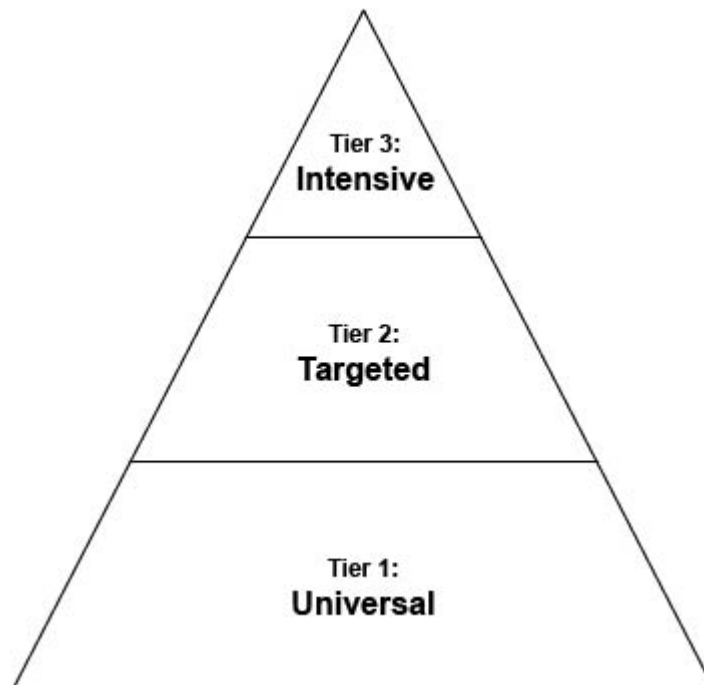 Tier 3:
Intensive
Tier 2:
Targeted
Tier 1:
Universal